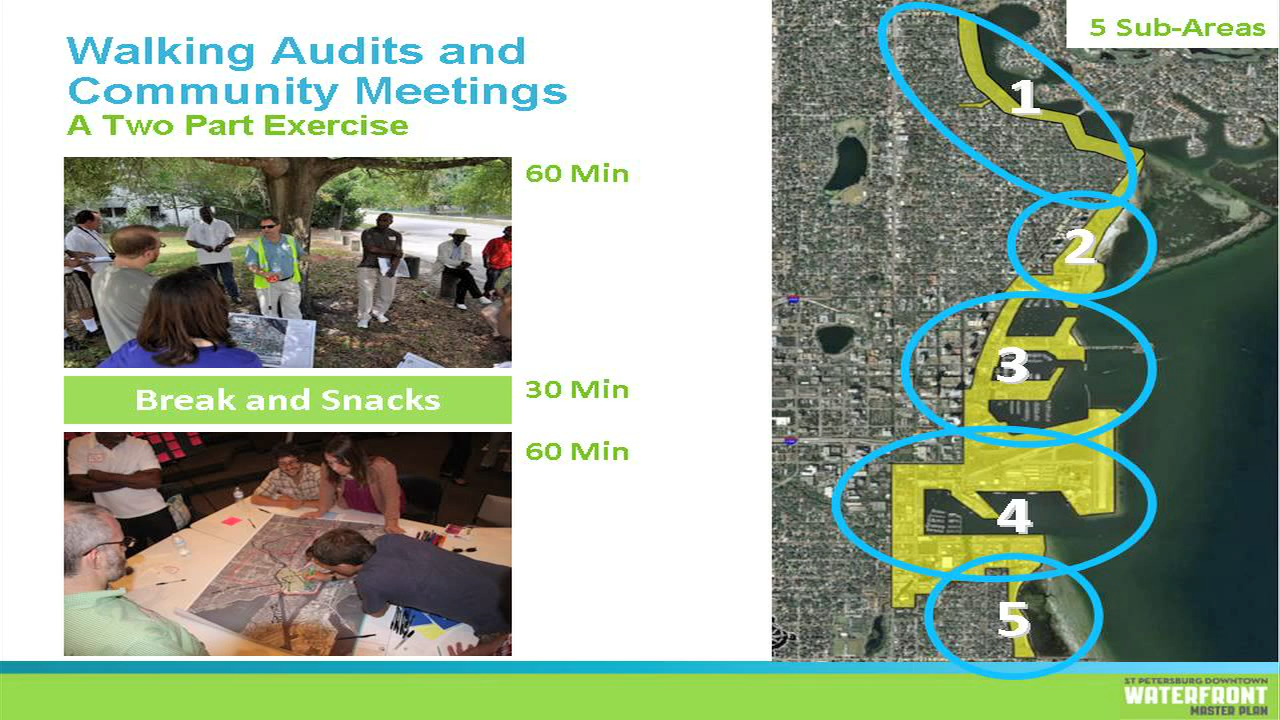 Walking Audits and
Community Meetings
A Two Part Exercise
60 Min
Break and Snacks
30 Min
60 Min
5 Sub-Areas
1
2
3
4
5
ST PETERSBURG DOWNTOWN
WATERFRONT
MASTER PLAN